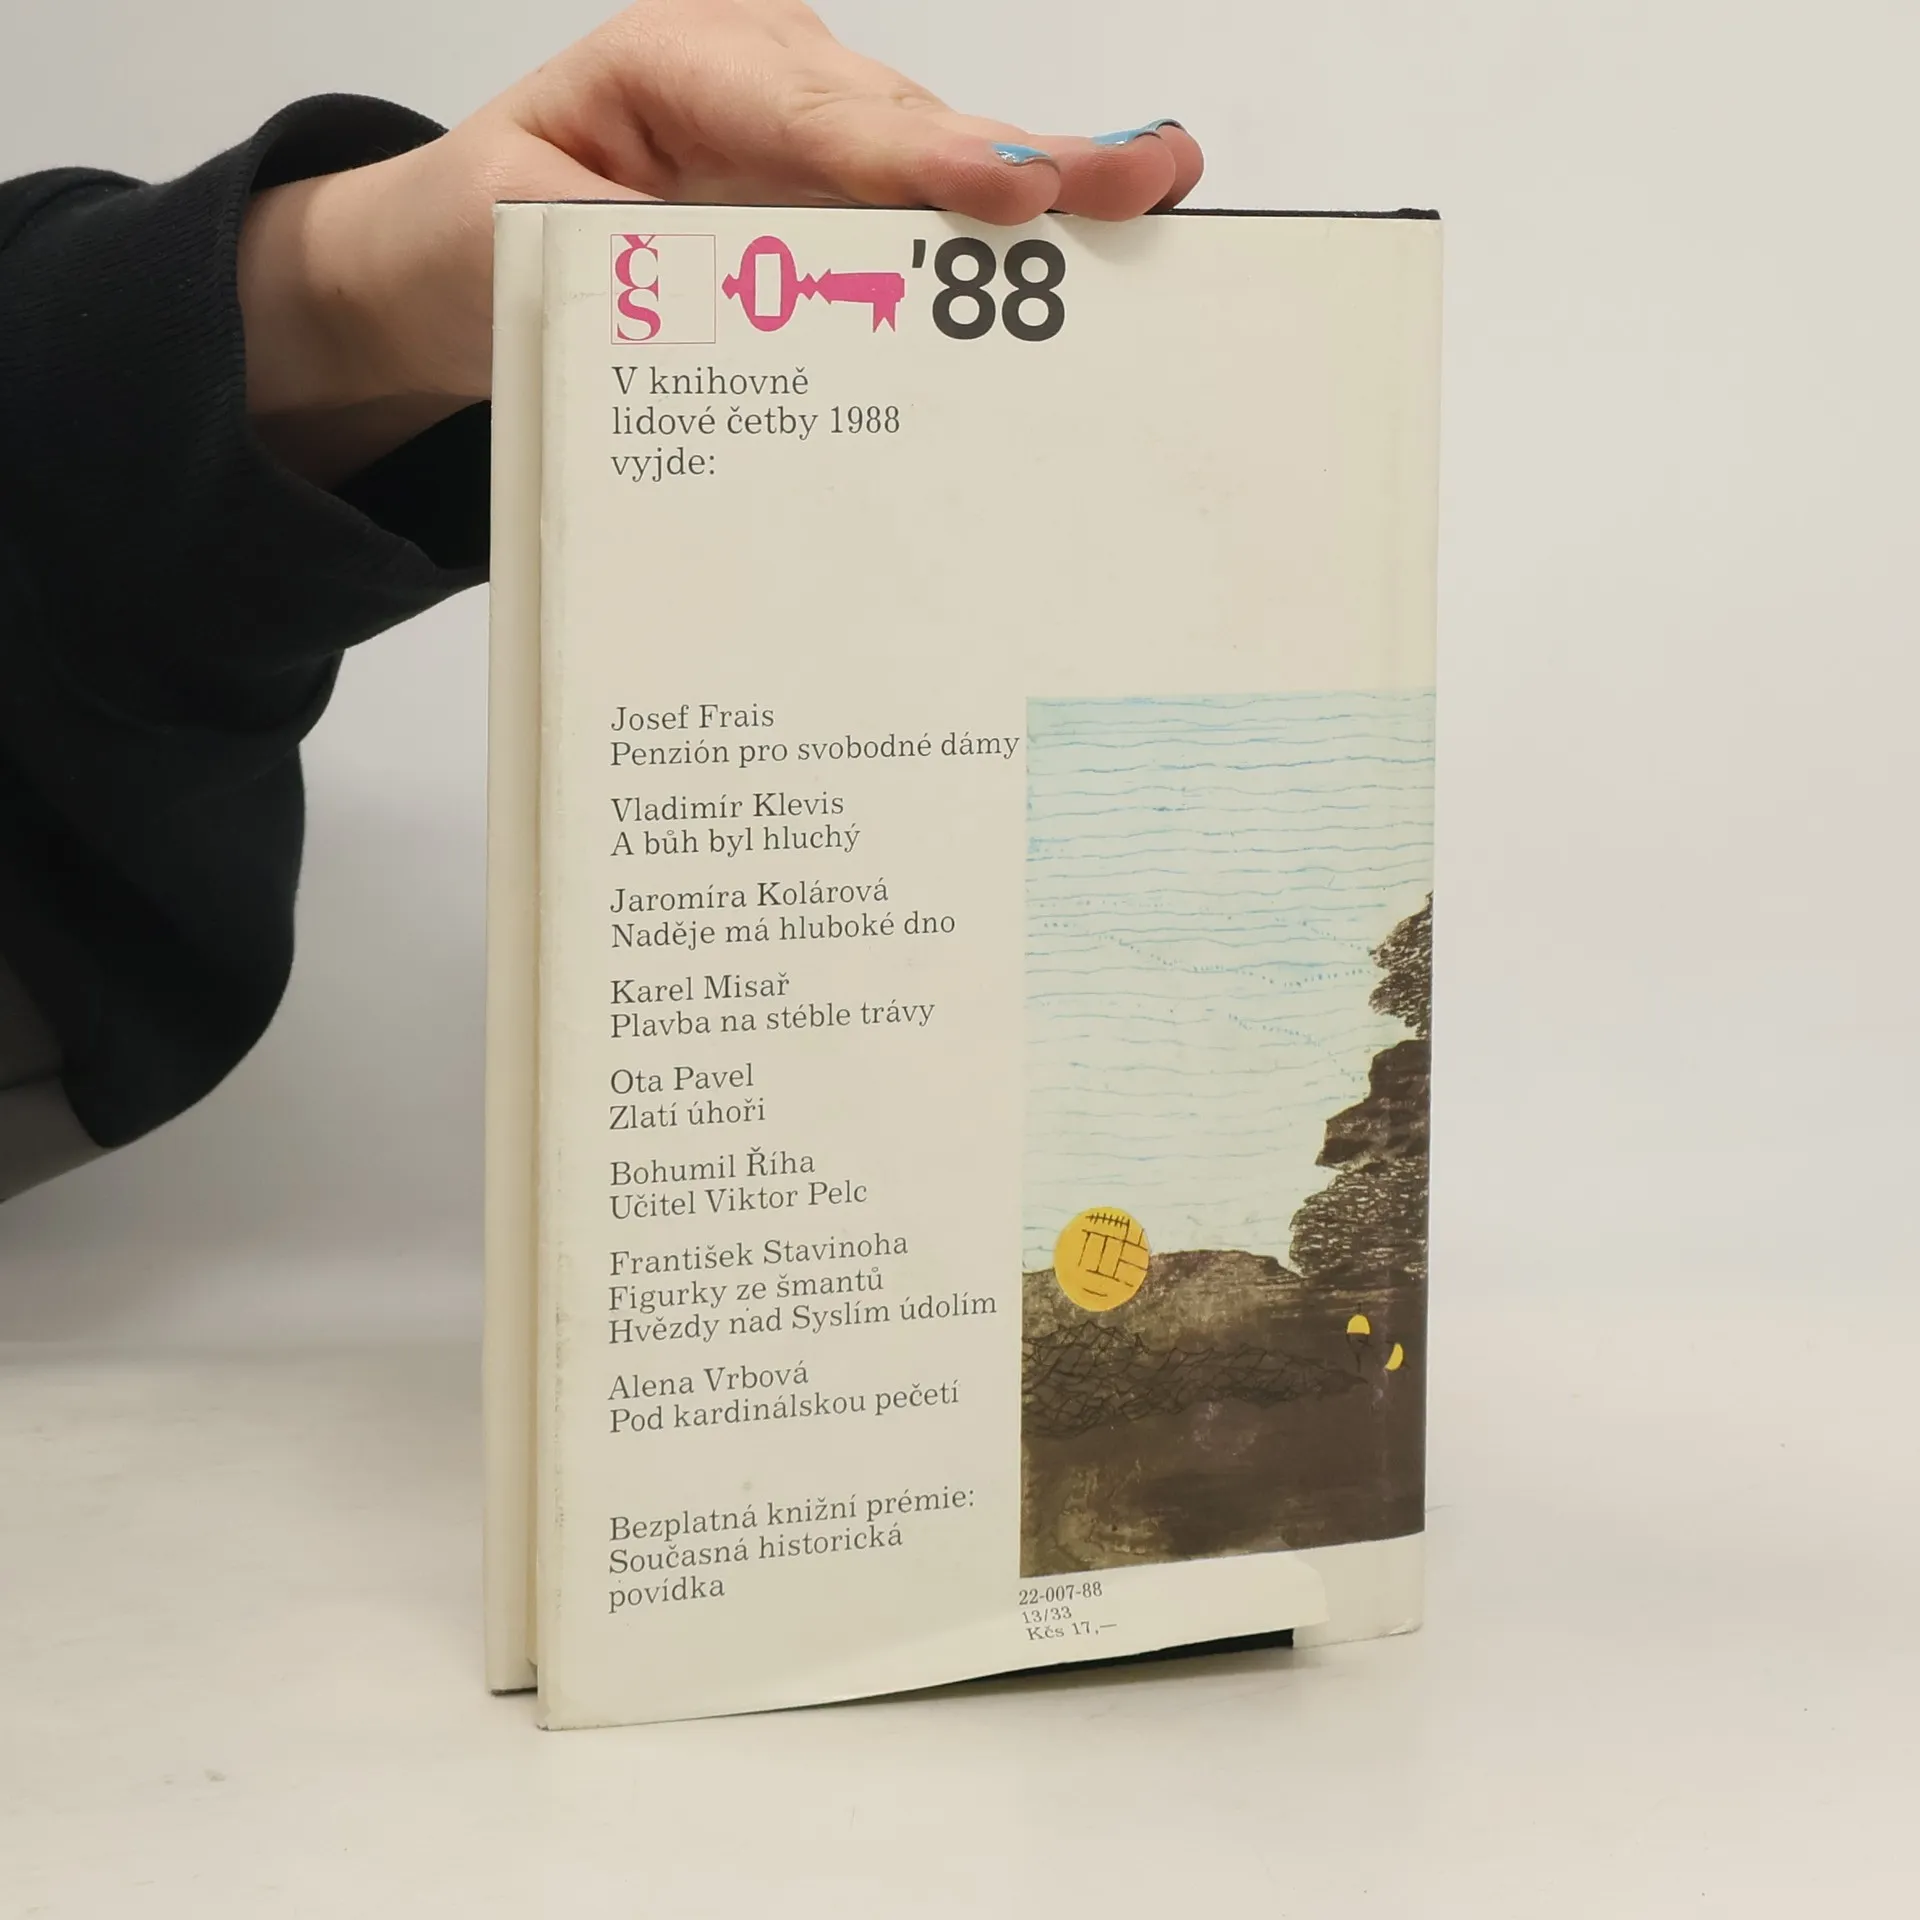 Č
S
'88
V knihovně
lidové četby 1988
vyjde:
Josef Frais
Penzión pro svobodné dámy
Vladimír Klevis
A bůh byl hluchý
Jaromíra Kolárová
Naděje má hluboké dno
Karel Misař
Plavba na stéble trávy
Ota Pavel
Zlatí úhoři
Bohumil Říha
Učitel Viktor Pelc
František Stavinoha
Figurky ze šmantů
Hvězdy nad Syslím údolím
Alena Vrbová
Pod kardinálskou pečetí
Bezplatná knižní prémie:
Současná historická
povídka
22-007-88
13/33
Kčs 17,—